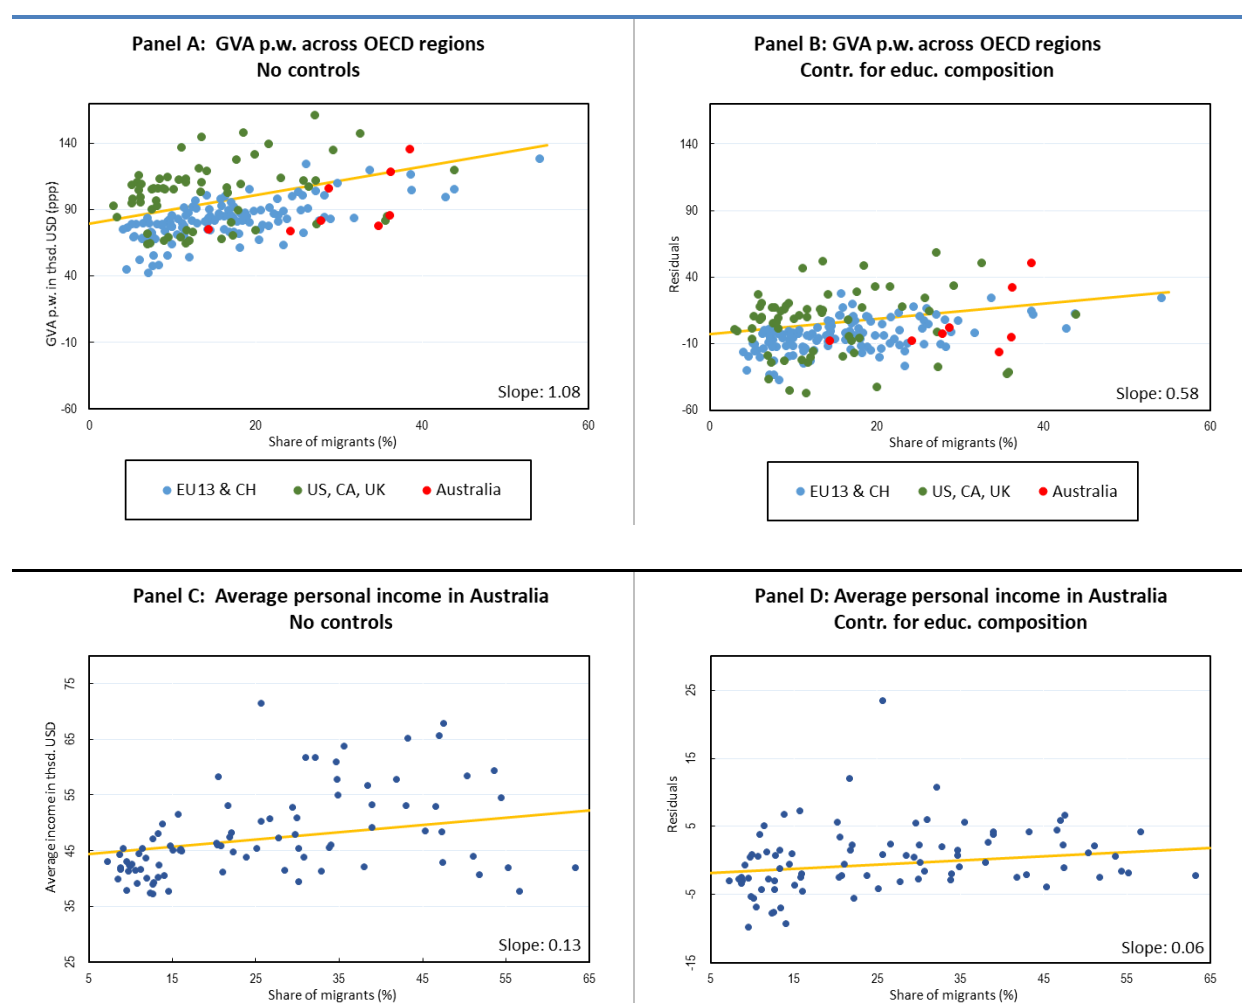 Panel A:  GVA p.w. across OECD regions
No controls
GVA p.w. in thsd. USD (ppp)
140
90
40
-10
-60
0
20
40
60
Slope: 1.08
Share of migrants (%)
EU13 & CH
US, CA, UK
Australia
Panel B: GVA p.w. across OECD regions
Contr. for educ. composition
Residuals
140
90
40
-10
-60
0
20
40
60
Slope: 0.58
Share of migrants (%)
EU13 & CH
US, CA, UK
Australia
Panel C:  Average personal income in Australia
No controls
Average income in thsd. USD
75
65
55
45
35
25
5
15
25
35
45
55
65
Slope: 0.13
Share of migrants (%)
Panel D: Average personal income in Australia
Contr. for educ. composition
Residuals
25
15
5
-5
-15
5
15
25
35
45
55
65
Slope: 0.06
Share of migrants (%)